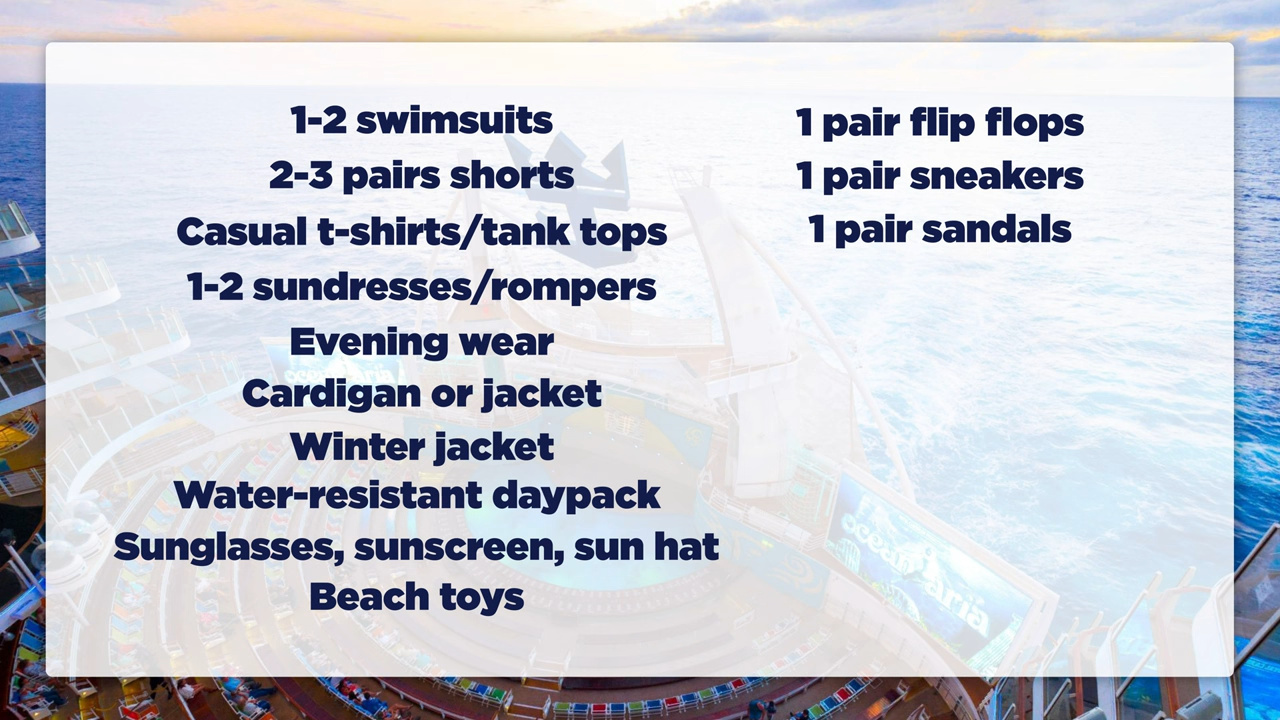 1-2 swimsuits
2-3 pairs shorts
Casual t-shirts/tank tops
1-2 sundresses/rompers
Evening wear
Cardigan or jacket
Winter jacket
Water-resistant daypack
Sunglasses, sunscreen, sun hat
Beach toys
1 pair flip flops
1 pair sneakers
1 pair sandals
oceanaria
oceanaria